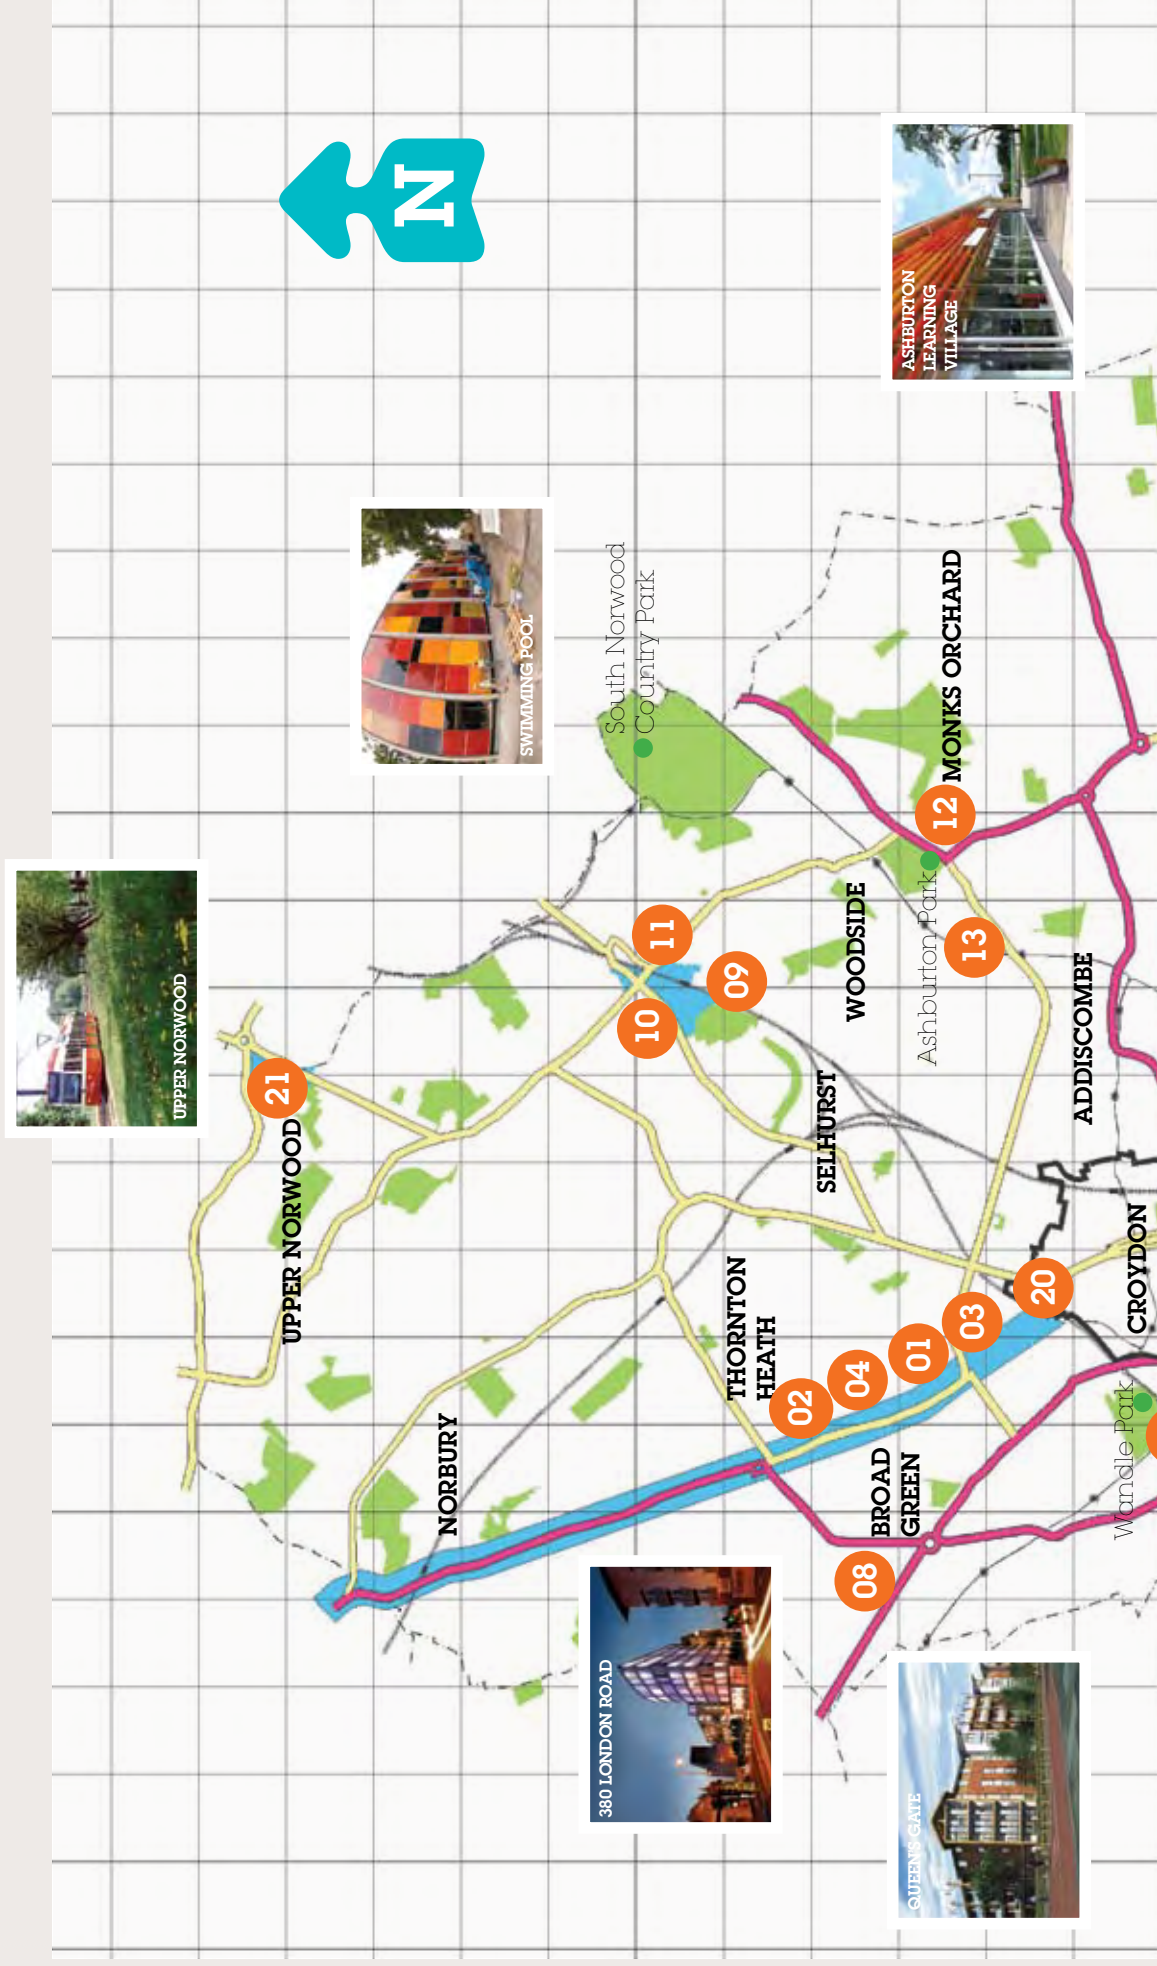 UPPER NORWOOD
N
21
UPPER NORWOOD
SWIMMING POOL
South Norwood
Country Park
ASHBURTON
LEARNING
VILLAGE
NORBURY
11
10
09
380 LONDON ROAD
THORNTON
HEATH
SELHURST
WOODSIDE
MONKS ORCHARD
12
Ashburton Park
13
02
04
01
03
08
BROAD
GREEN
QUEEN'S GATE
20
ADDISCOMBE
Wandle Park
CROYDON